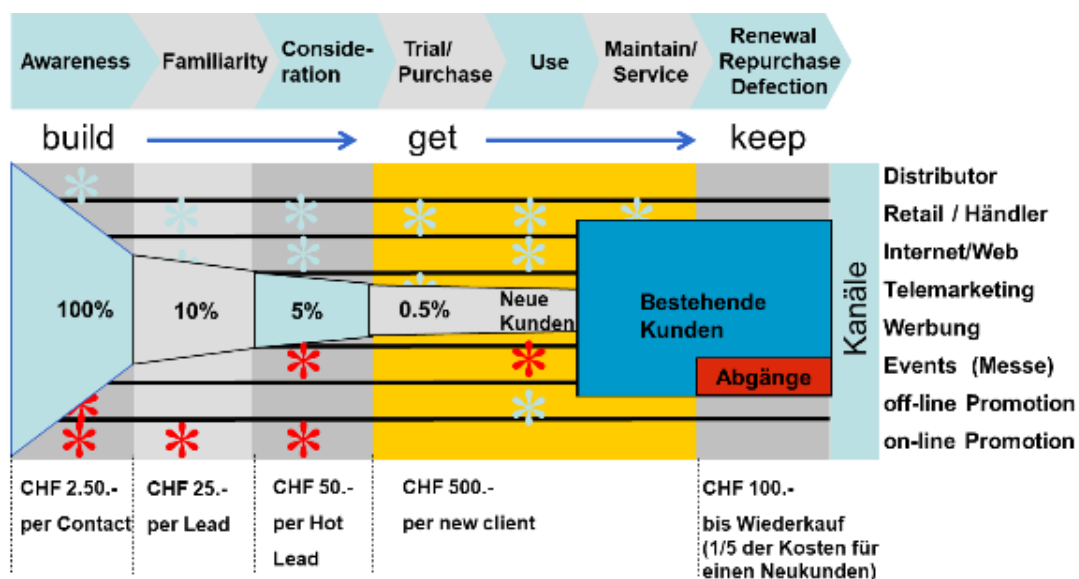 Awareness
Familiarity
Conside-
ration
Trial/
Purchase
Use
Maintain/
Service
Renewal
Repurchase
Defection
build
get
keep
Distributor
Retail / Händler
Internet/Web
Telemarketing
Werbung
Events (Messe)
off-line Promotion
on-line Promotion
Kanäle
100%
10%
5%
0.5%
Neue
Kunden
Bestehende
Kunden
Abgänge
CHF 2.50.-
per Contact
CHF 25.-
per Lead
CHF 50.-
per Hot
Lead
CHF 500.-
per new client
CHF 100.-
bis Wiederkauf
(1/5 der Kosten für
einen Neukunden)